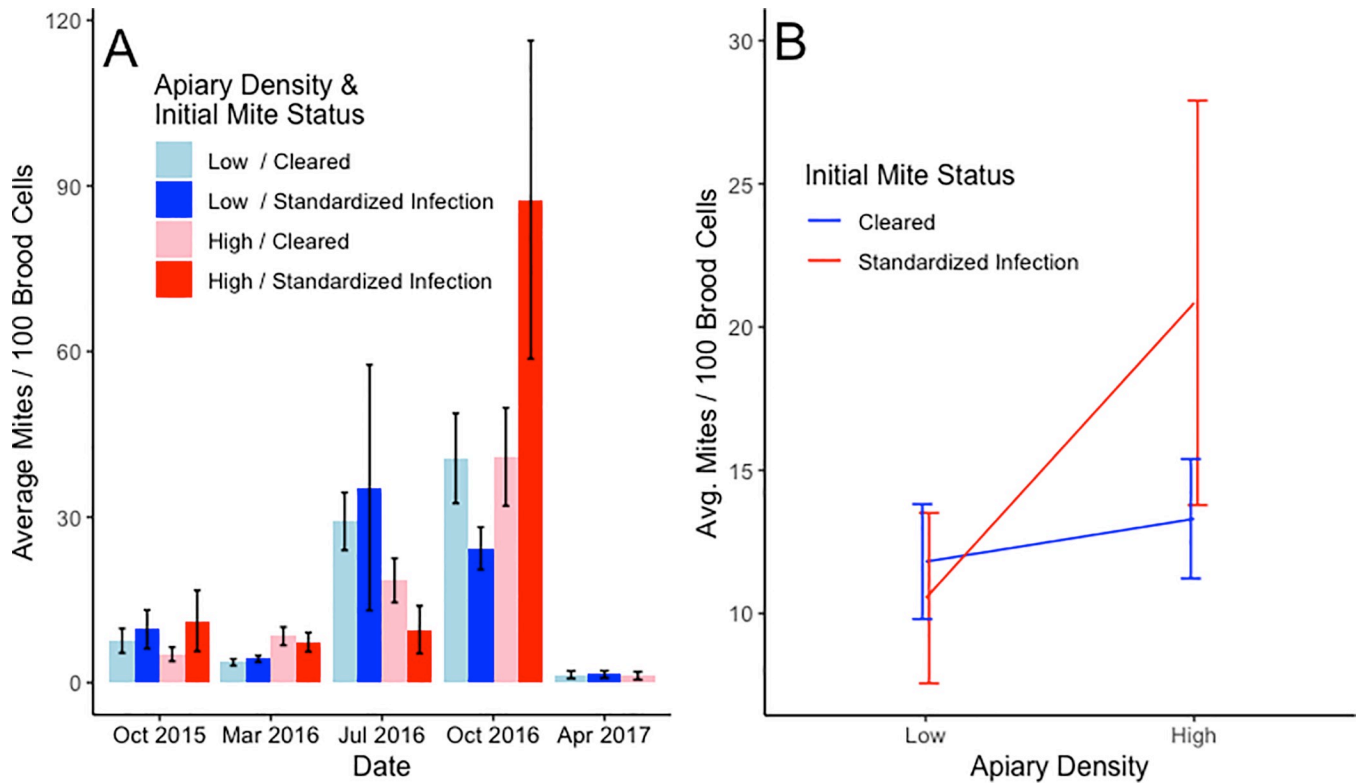 A
Average Mites / 100 Brood Cells
120
90
60
30
0
Apiary Density &
Initial Mite Status
Low / Cleared
Low / Standardized Infection
High / Cleared
High / Standardized Infection
Oct 2015 Mar 2016 Jul 2016 Oct 2016 Apr 2017
Date
B
Avg. Mites / 100 Brood Cells
30
25
20
15
10
Initial Mite Status
Cleared
Standardized Infection
Low High
Apiary Density